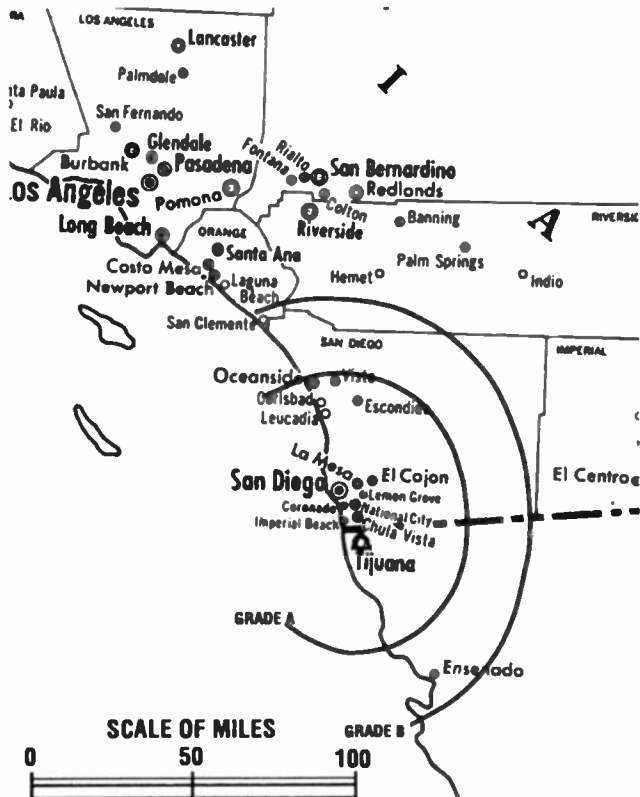 LOS ANGELES
Lancaster
Palmdale
San Fernando
El Rio
Glendale
Burbank
Pasadena
Pomona
Fontana
Rialto
San Bernardino
Redlands
Colton
Riverside
Banning
RIVERSI
Long Beach
ORANGE
Santa Ana
Costa Mesa
Newport Beach
Laguna
Beach
Palm Springs
Hemet
Indio
San Clemente
SAN DIEGO
IMPERIAL
Oceanside
Vista
Carlsbad
Escondido
Leucadia
La Mesa
El Cajon
San Diego
Lemon Grove
Coronado
National City
Imperial Beach
Chula Vista
El Centro
Tijuana
GRADE A
Ensenada
GRADE B
SCALE OF MILES
0 50 100
I
A